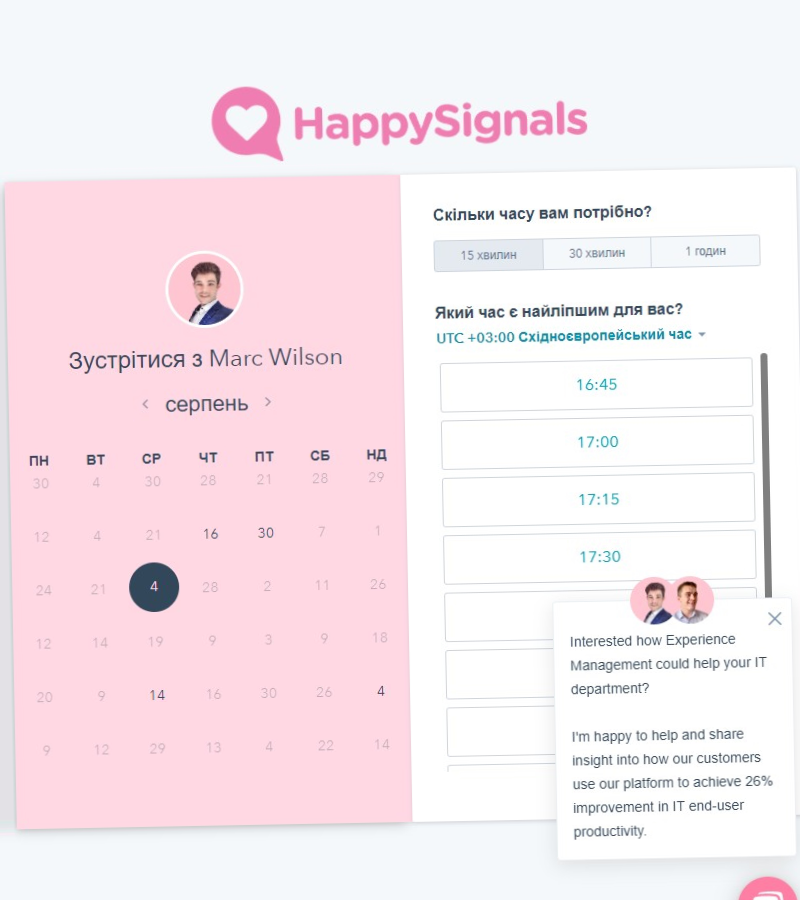 HappySignals
Зустрітися з Marc Wilson
серпень
ПН ВТ СР ЧТ ПТ СБ НД
30 4 30 28 21 28 29
12 4 21 16 30 7 1
24 21 4 28 2 11 26
12 14 19 9 3 9 18
20 9 14 16 30 26 4
9 12 29 13 4 22 14
Скільки часу вам потрібно?
15 хвилин 30 хвилин 1 годин
Який час є найліпшим для вас?
UTC +03:00 Східноєвропейський час
16:45
17:00
17:15
17:30
Interested how Experience
Management could help your IT
department?
I'm happy to help and share
insight into how our customers
use our platform to achieve 26%
improvement in IT end-user
productivity.